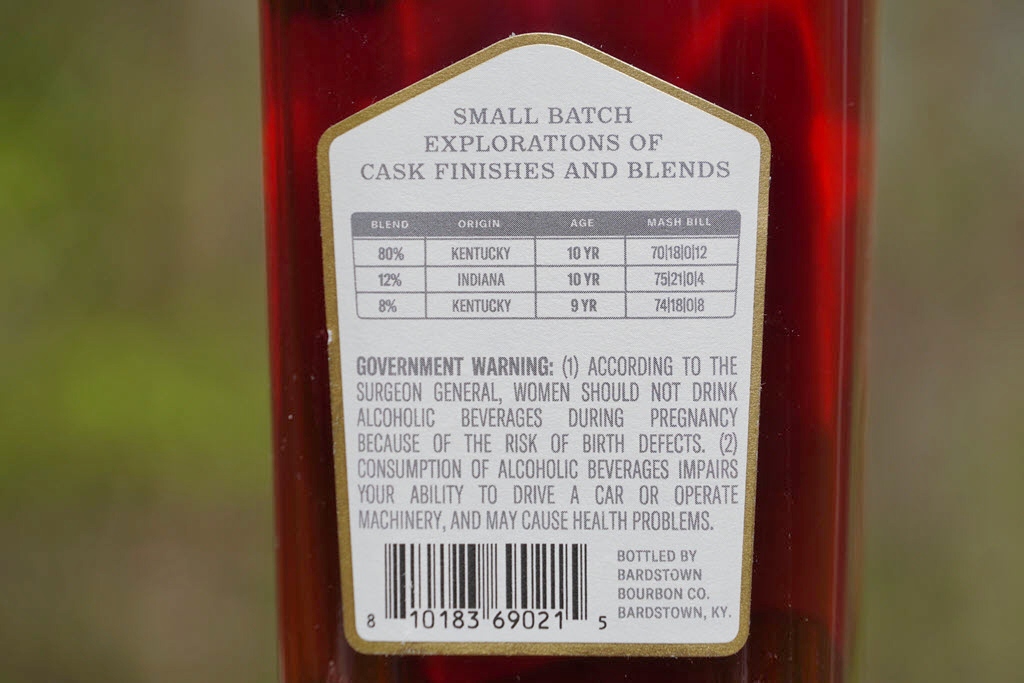 SMALL BATCH
EXPLORATIONS OF
CASK FINISHES AND BLENDS
BLEND ORIGIN AGE MASH BILL
80% KENTUCKY 10 YR 70|18|0|12
12% INDIANA 10 YR 75|21|0|4
8% KENTUCKY 9 YR 74|18|0|8
GOVERNMENT WARNING: (1) ACCORDING TO THE
SURGEON GENERAL, WOMEN SHOULD NOT DRINK
ALCOHOLIC BEVERAGES DURING PREGNANCY
BECAUSE OF THE RISK OF BIRTH DEFECTS. (2)
CONSUMPTION OF ALCOHOLIC BEVERAGES IMPAIRS
YOUR ABILITY TO DRIVE A CAR OR OPERATE
MACHINERY, AND MAY CAUSE HEALTH PROBLEMS.
8 10183 69021 5
BOTTLED BY
BARDSTOWN
BOURBON CO.
BARDSTOWN, KY.